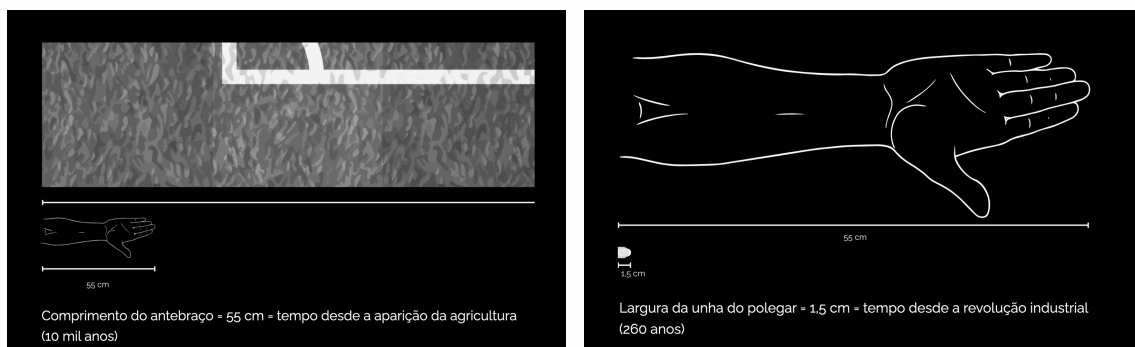 55 cm
Comprimento do antebraço = 55 cm = tempo desde a aparição da agricultura
(10 mil anos)
55 cm
1,5 cm
Largura da unha do polegar = 1,5 cm = tempo desde a revolução industrial
(260 anos)